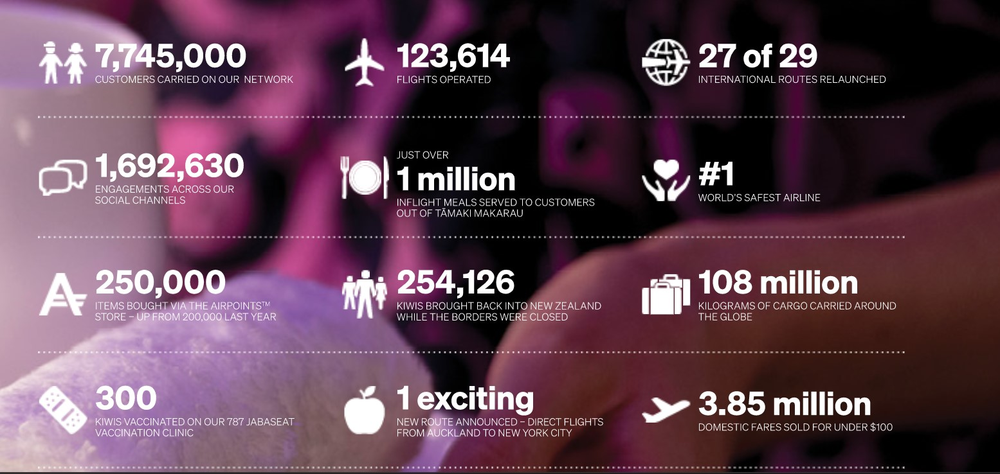 7,745,000
CUSTOMERS CARRIED ON OUR NETWORK
123,614
FLIGHTS OPERATED
27 of 29
INTERNATIONAL ROUTES RELAUNCHED
1,692,630
ENGAGEMENTS ACROSS OUR
SOCIAL CHANNELS
JUST OVER
1 million
INFLIGHT MEALS SERVED TO CUSTOMERS
OUT OF TĀMAKI MAKARAU
#1
WORLD'S SAFEST AIRLINE
250,000
ITEMS BOUGHT VIA THE AIRPOINTS™
STORE – UP FROM 200,000 LAST YEAR
254,126
KIWIS BROUGHT BACK INTO NEW ZEALAND
WHILE THE BORDERS WERE CLOSED
108 million
KILOGRAMS OF CARGO CARRIED AROUND
THE GLOBE
300
KIWIS VACCINATED ON OUR 787 JABASEAT
VACCINATION CLINIC
1 exciting
NEW ROUTE ANNOUNCED – DIRECT FLIGHTS
FROM AUCKLAND TO NEW YORK CITY
3.85 million
DOMESTIC FARES SOLD FOR UNDER $100